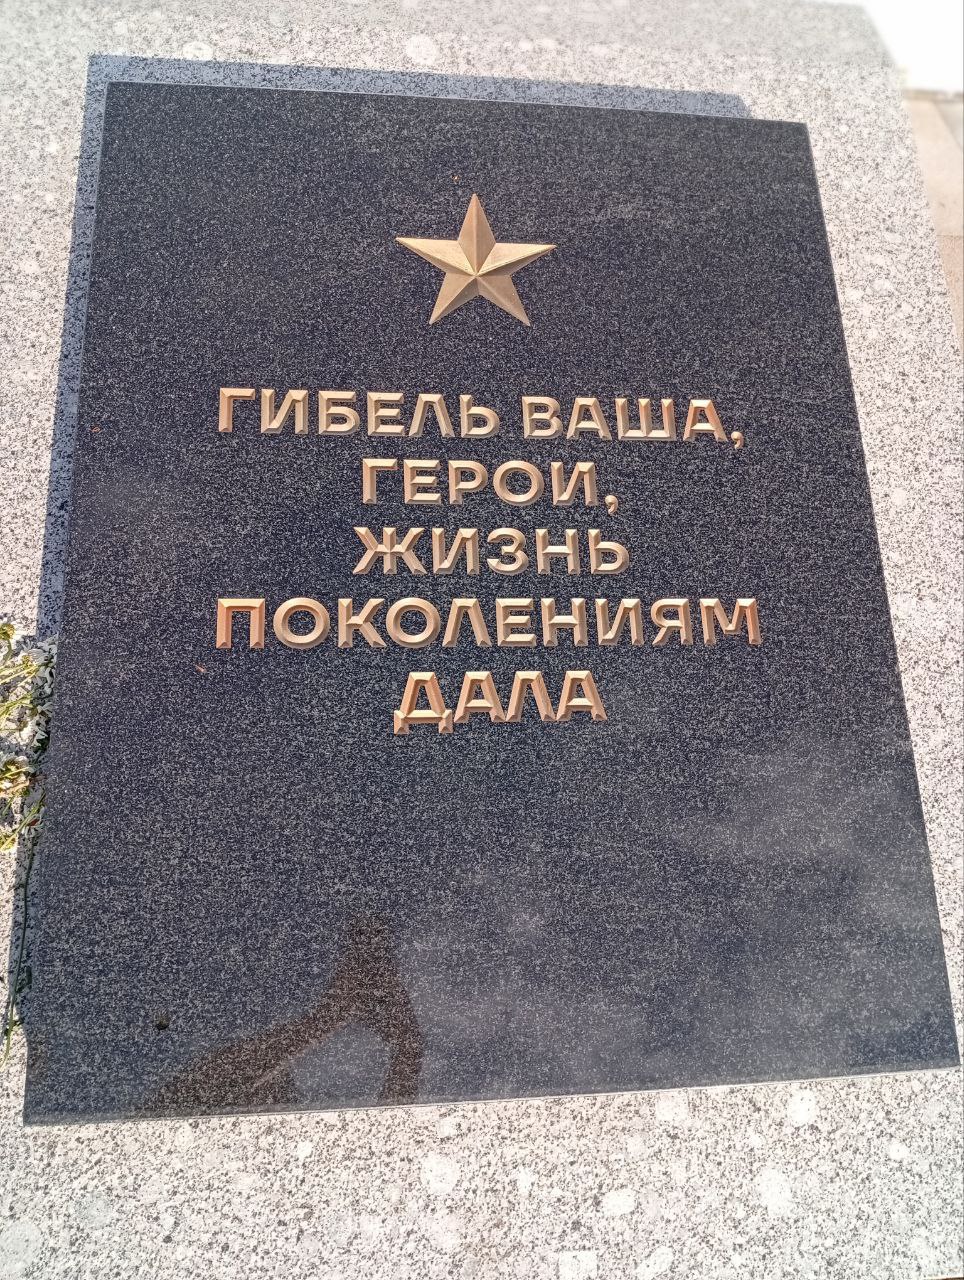 ГИБЕЛЬ ВАША,
ГЕРОИ,
ЖИЗНЬ
ПОКОЛЕНИЯМ
ДАЛА